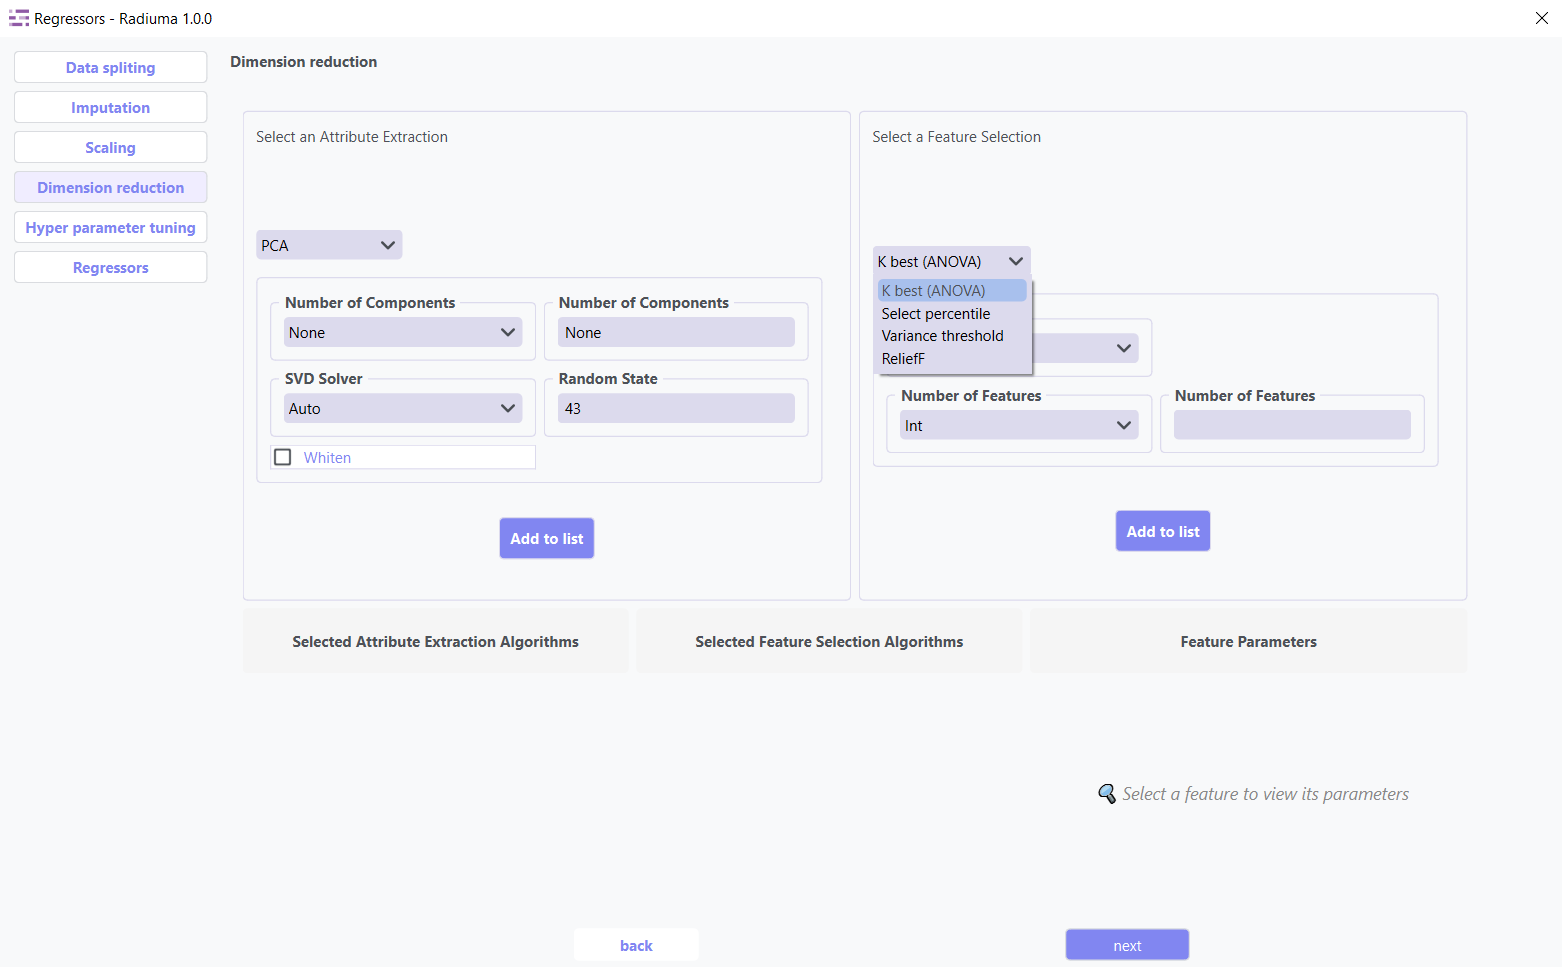 Regressors - Radiuma 1.0.0
Data spliting
Imputation
Scaling
Dimension reduction
Hyper parameter tuning
Regressors
Dimension reduction
Select an Attribute Extraction
PCA
Number of Components
None
Number of Components
None
SVD Solver
Auto
Random State
43
Whiten
Add to list
Select a Feature Selection
K best (ANOVA)
K best (ANOVA)
Select percentile
Variance threshold
ReliefF
Number of Features
Int
Number of Features
Add to list
Selected Attribute Extraction Algorithms
Selected Feature Selection Algorithms
Feature Parameters
Select a feature to view its parameters
back
next